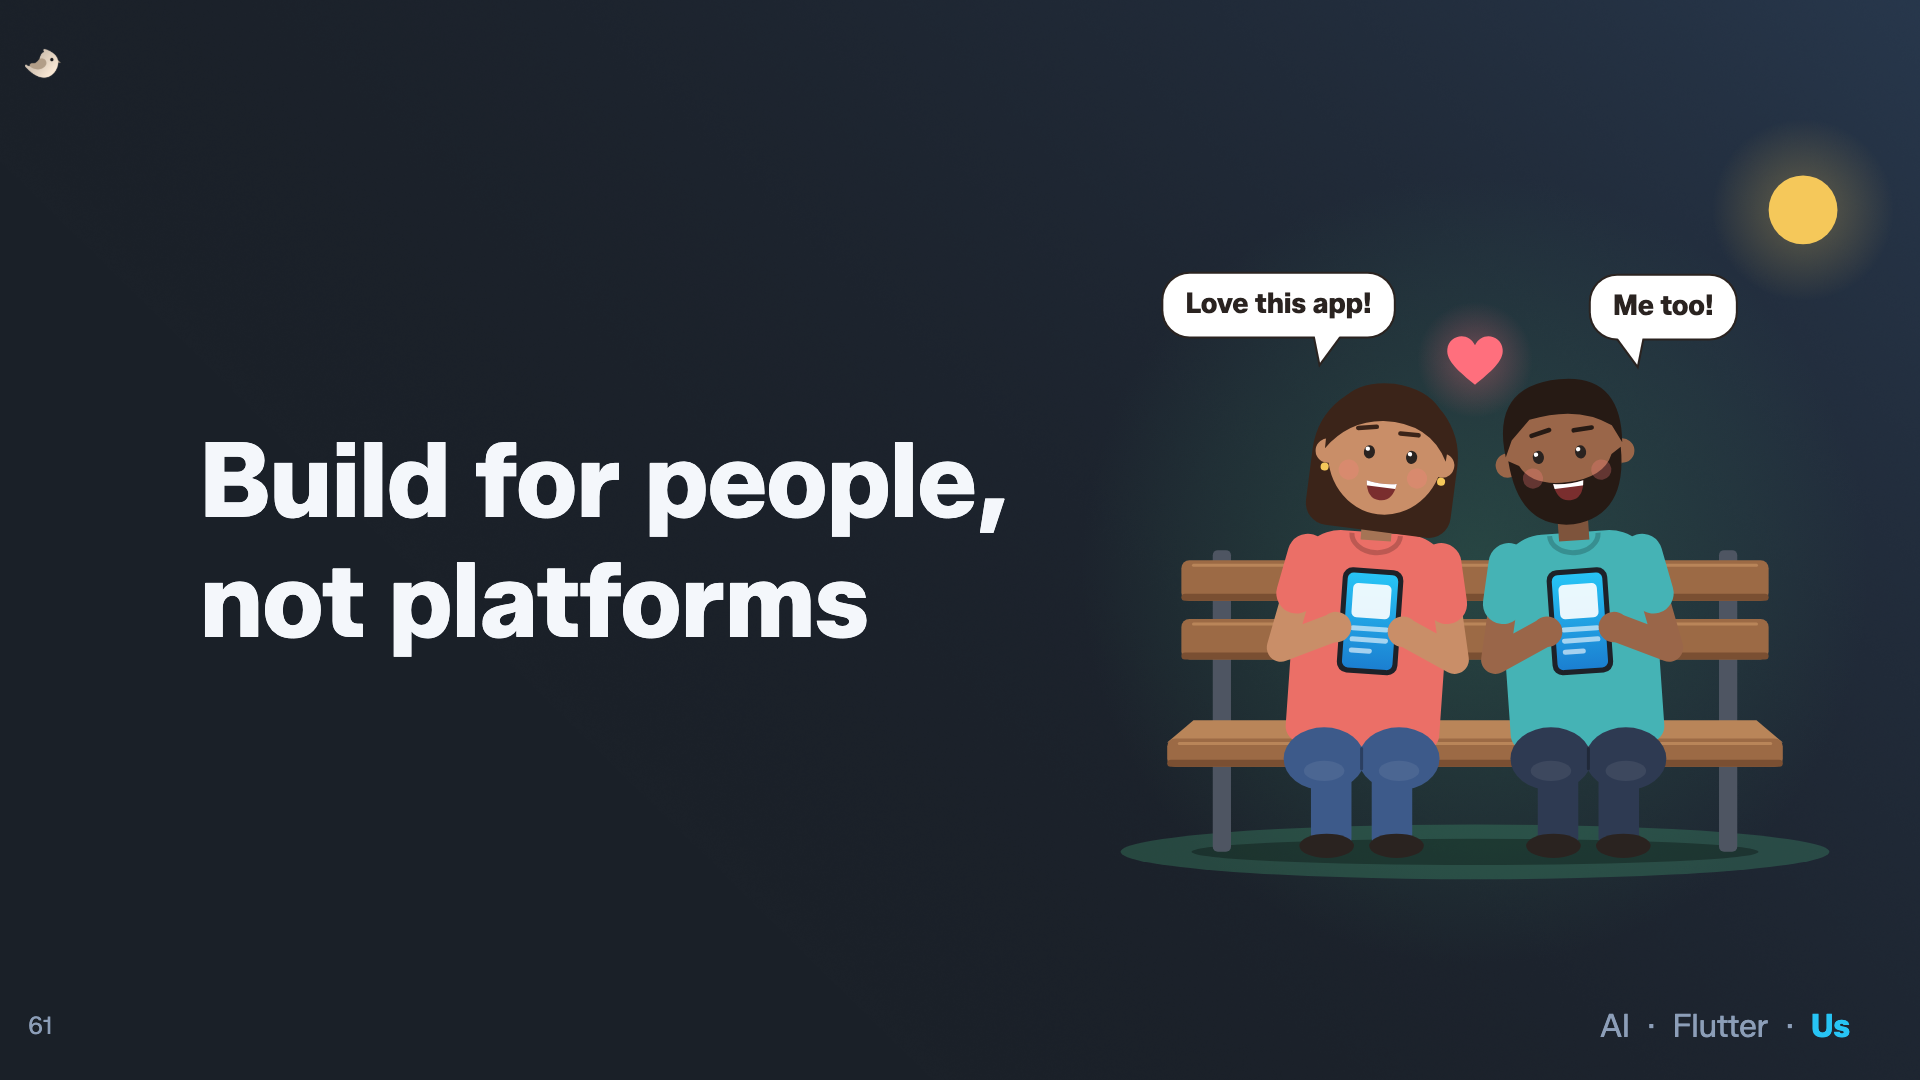 Love this app!
Me too!
Build for people,
not platforms
61
AI · Flutter · Us